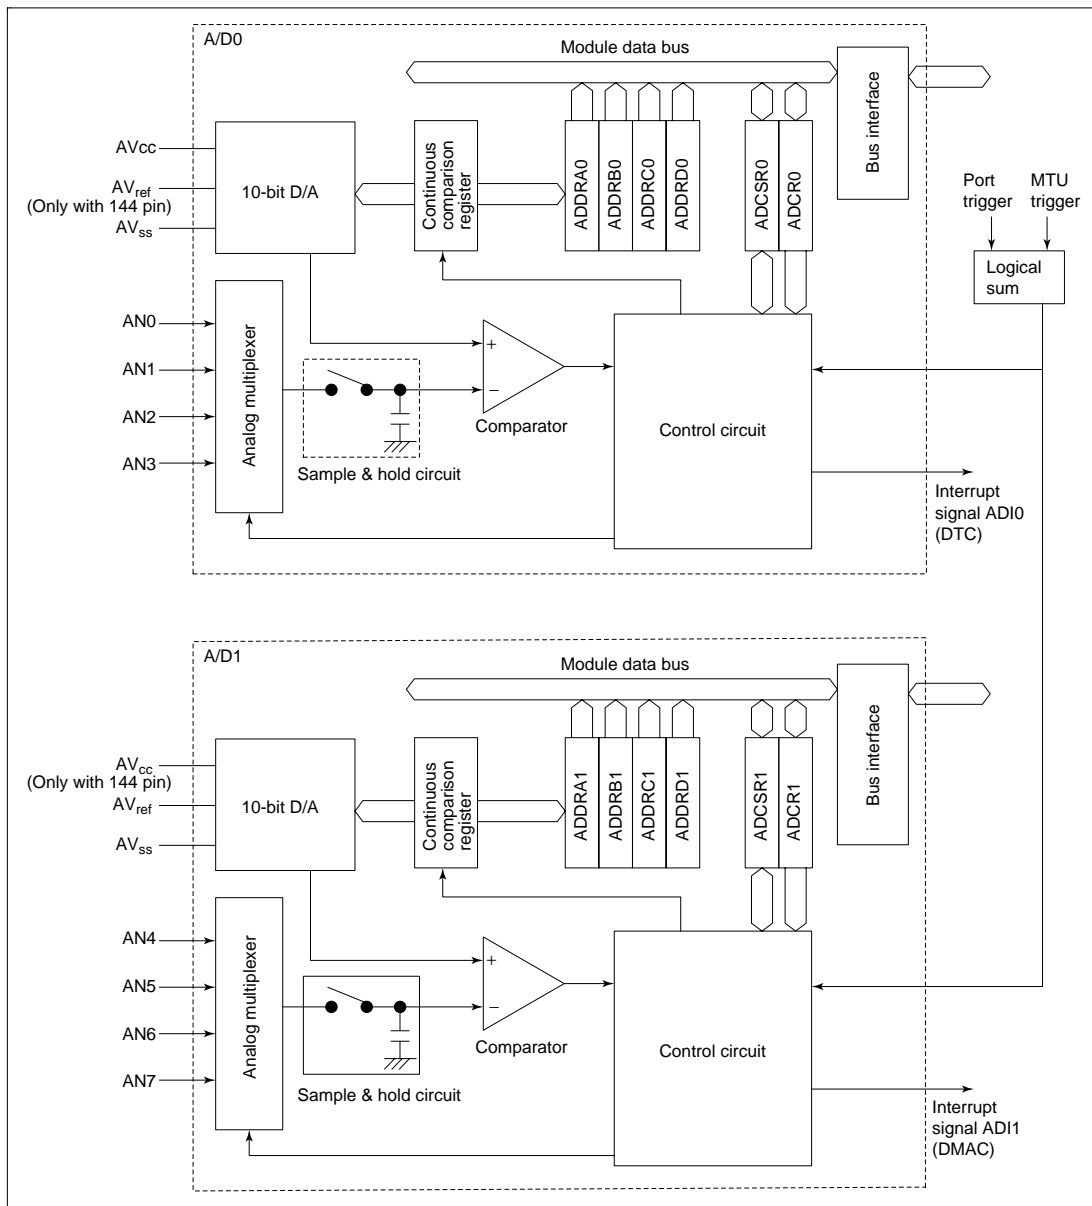 A/D0
Module data bus
Bus interface
AVcc
AVref
(Only with 144 pin)
AVss
10-bit D/A
Continuous
comparison
register
ADDRA0
ADDRB0
ADDRC0
ADDRD0
ADCSR0
ADCR0
Port
trigger
MTU
trigger
Logical
sum
AN0
AN1
AN2
AN3
Analog multiplexer
+
−
Sample & hold circuit
Comparator
Control circuit
Interrupt
signal ADI0
(DTC)
A/D1
Module data bus
Bus interface
AVcc
(Only with 144 pin)
AVref
AVss
10-bit D/A
Continuous
comparison
register
ADDRA1
ADDRB1
ADDRC1
ADDRD1
ADCSR1
ADCR1
AN4
AN5
AN6
AN7
Analog multiplexer
+
−
Sample & hold circuit
Comparator
Control circuit
Interrupt
signal ADI1
(DMAC)